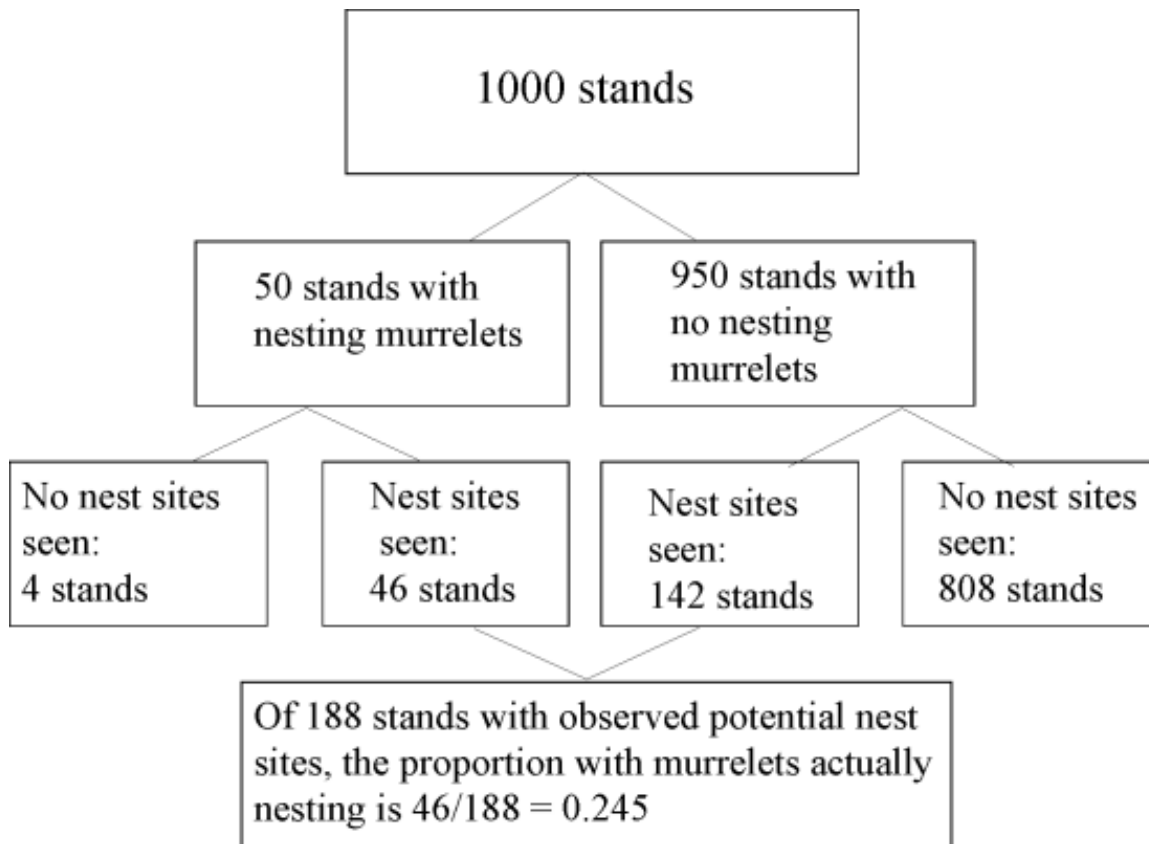 1000 stands
50 stands with
nesting murrelets
950 stands with
no nesting
murrelets
No nest sites
seen:
4 stands
Nest sites
seen:
46 stands
Nest sites
seen:
142 stands
No nest sites
seen:
808 stands
Of 188 stands with observed potential nest
sites, the proportion with murrelets actually
nesting is 46/188 = 0.245